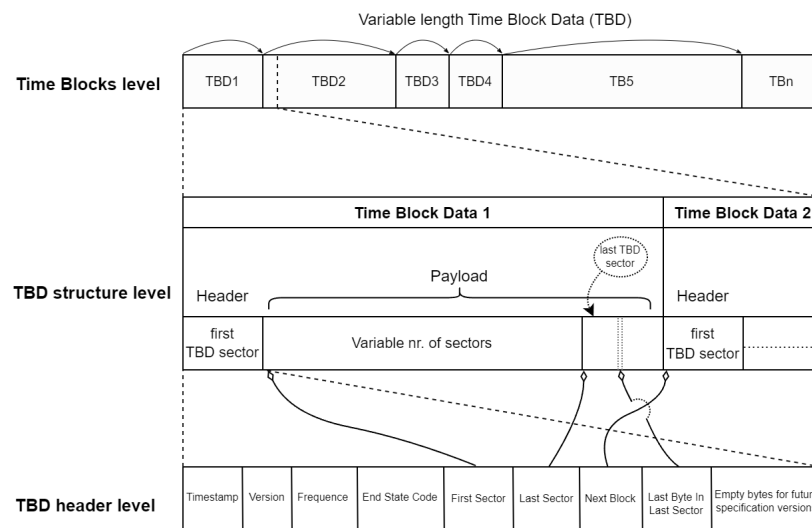 Variable length Time Block Data (TBD)
Time Blocks level
TBD1
TBD2
TBD3
TBD4
TB5
TBn
Time Block Data 1
Time Block Data 2
last TBD
sector
Payload
TBD structure level
Header
Header
first
TBD sector
Variable nr. of sectors
first
TBD sector
TBD header level
Timestamp
Version
Frequence
End State Code
First Sector
Last Sector
Next Block
Last Byte In
Last Sector
Empty bytes for futur
specification version